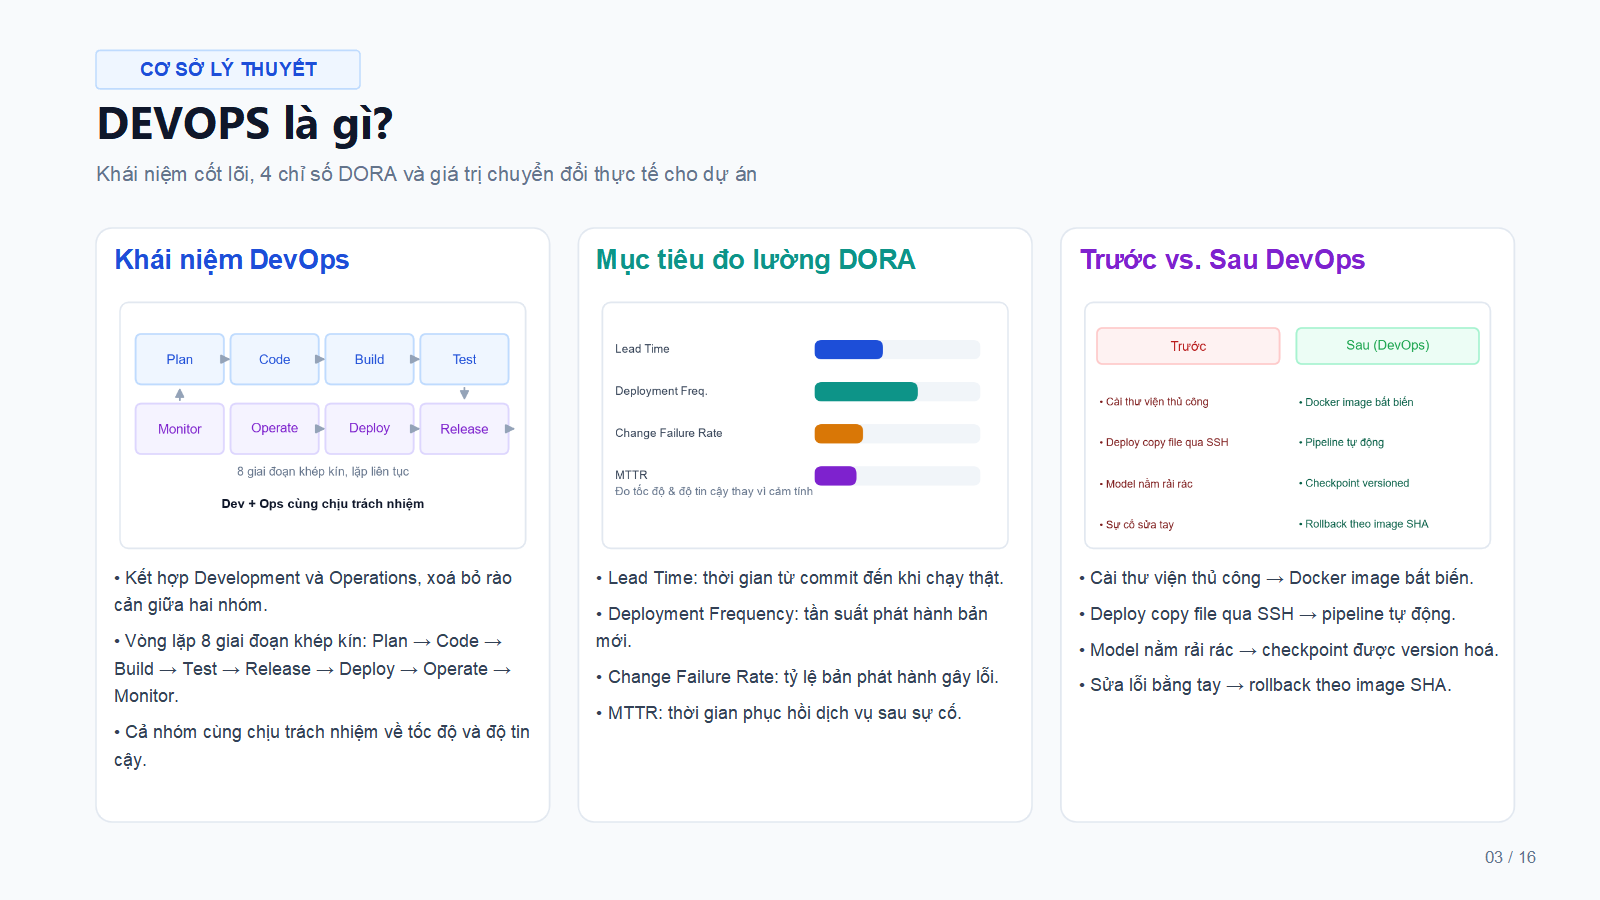 CƠ SỞ LÝ THUYẾT
DEVOPS là gì?
Khái niệm cốt lõi, 4 chỉ số DORA và giá trị chuyển đổi thực tế cho dự án
Khái niệm DevOps
Plan
Code
Build
Test
Monitor
Operate
Deploy
Release
8 giai đoạn khép kín, lặp liên tục
Dev + Ops cùng chịu trách nhiệm
• Kết hợp Development và Operations, xoá bỏ rào
cản giữa hai nhóm.
• Vòng lặp 8 giai đoạn khép kín: Plan → Code →
Build → Test → Release → Deploy → Operate →
Monitor.
• Cả nhóm cùng chịu trách nhiệm về tốc độ và độ tin
cậy.
Mục tiêu đo lường DORA
Lead Time
Deployment Freq.
Change Failure Rate
MTTR
Đo tốc độ & độ tin cậy thay vì cảm tính
• Lead Time: thời gian từ commit đến khi chạy thật.
• Deployment Frequency: tần suất phát hành bản
mới.
• Change Failure Rate: tỷ lệ bản phát hành gây lỗi.
• MTTR: thời gian phục hồi dịch vụ sau sự cố.
Trước vs. Sau DevOps
Trước
Sau (DevOps)
• Cài thư viện thủ công
• Docker image bất biến
• Deploy copy file qua SSH
• Pipeline tự động
• Model nằm rải rác
• Checkpoint versioned
• Sự cố sửa tay
• Rollback theo image SHA
• Cài thư viện thủ công → Docker image bất biến.
• Deploy copy file qua SSH → pipeline tự động.
• Model nằm rải rác → checkpoint được version hoá.
• Sửa lỗi bằng tay → rollback theo image SHA.
03 / 16